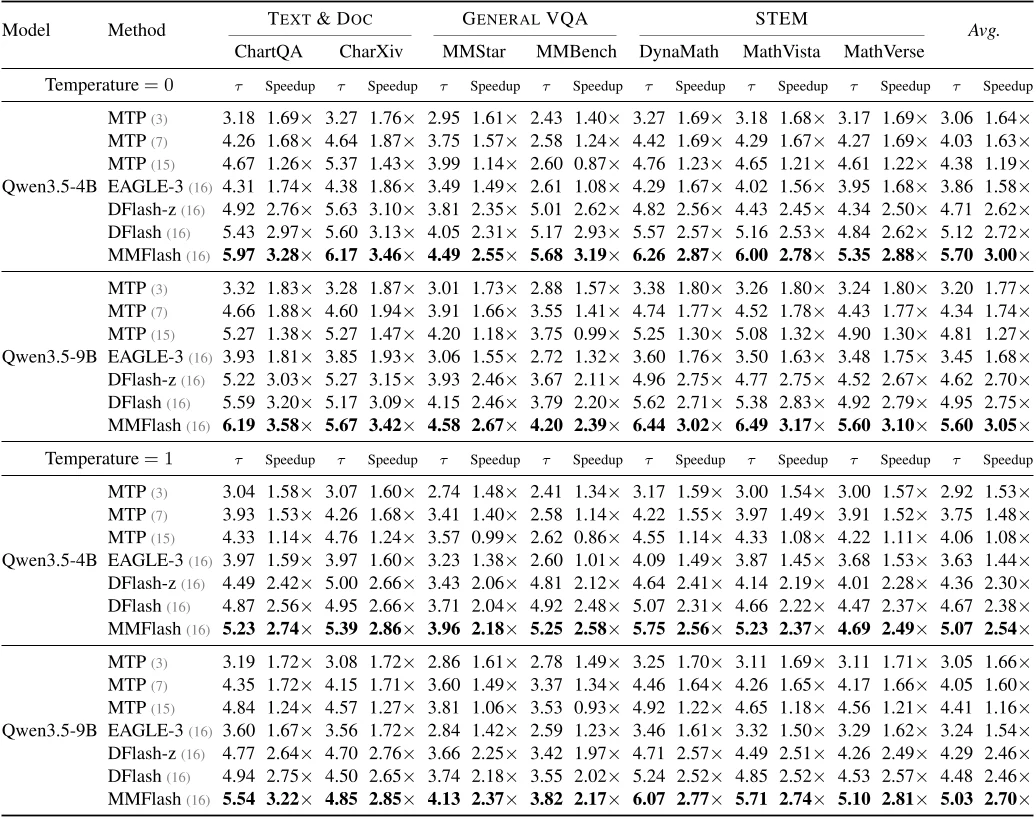 Model Method TEXT & DOC GENERAL VQA STEM Avg.
ChartQA CharXiv MMStar MMBench DynaMath MathVista MathVerse
Temperature = 0 τ Speedup τ Speedup τ Speedup τ Speedup τ Speedup τ Speedup τ Speedup τ Speedup
MTP (3) 3.18 1.69× 3.27 1.76× 2.95 1.61× 2.43 1.40× 3.27 1.69× 3.18 1.68× 3.17 1.69× 3.06 1.64×
MTP (7) 4.26 1.68× 4.64 1.87× 3.75 1.57× 2.58 1.24× 4.42 1.69× 4.29 1.67× 4.27 1.69× 4.03 1.63×
MTP (15) 4.67 1.26× 5.37 1.43× 3.99 1.14× 2.60 0.87× 4.76 1.23× 4.65 1.21× 4.61 1.22× 4.38 1.19×
Qwen3.5-4B EAGLE-3 (16) 4.31 1.74× 4.38 1.86× 3.49 1.49× 2.61 1.08× 4.29 1.67× 4.02 1.56× 3.95 1.68× 3.86 1.58×
DFlash-z (16) 4.92 2.76× 5.63 3.10× 3.81 2.35× 5.01 2.62× 4.82 2.56× 4.43 2.45× 4.34 2.50× 4.71 2.62×
DFlash (16) 5.43 2.97× 5.60 3.13× 4.05 2.31× 5.17 2.93× 5.57 2.57× 5.16 2.53× 4.84 2.62× 5.12 2.72×
MMFlash (16) 5.97 3.28× 6.17 3.46× 4.49 2.55× 5.68 3.19× 6.26 2.87× 6.00 2.78× 5.35 2.88× 5.70 3.00×
MTP (3) 3.32 1.83× 3.28 1.87× 3.01 1.73× 2.88 1.57× 3.38 1.80× 3.26 1.80× 3.24 1.80× 3.20 1.77×
MTP (7) 4.66 1.88× 4.60 1.94× 3.91 1.66× 3.55 1.41× 4.74 1.77× 4.52 1.78× 4.43 1.77× 4.34 1.74×
MTP (15) 5.27 1.38× 5.27 1.47× 4.20 1.18× 3.75 0.99× 5.25 1.30× 5.08 1.32× 4.90 1.30× 4.81 1.27×
Qwen3.5-9B EAGLE-3 (16) 3.93 1.81× 3.85 1.93× 3.06 1.55× 2.72 1.32× 3.60 1.76× 3.50 1.63× 3.48 1.75× 3.45 1.68×
DFlash-z (16) 5.22 3.03× 5.27 3.15× 3.93 2.46× 3.67 2.11× 4.96 2.75× 4.77 2.75× 4.52 2.67× 4.62 2.70×
DFlash (16) 5.59 3.20× 5.17 3.09× 4.15 2.46× 3.79 2.20× 5.62 2.71× 5.38 2.83× 4.92 2.79× 4.95 2.75×
MMFlash (16) 6.19 3.58× 5.67 3.42× 4.58 2.67× 4.20 2.39× 6.44 3.02× 6.49 3.17× 5.60 3.10× 5.60 3.05×
Temperature = 1 τ Speedup τ Speedup τ Speedup τ Speedup τ Speedup τ Speedup τ Speedup τ Speedup
MTP (3) 3.04 1.58× 3.07 1.60× 2.74 1.48× 2.41 1.34× 3.17 1.59× 3.00 1.54× 3.00 1.57× 2.92 1.53×
MTP (7) 3.93 1.53× 4.26 1.68× 3.41 1.40× 2.58 1.14× 4.22 1.55× 3.97 1.49× 3.91 1.52× 3.75 1.48×
MTP (15) 4.33 1.14× 4.76 1.24× 3.57 0.99× 2.62 0.86× 4.55 1.14× 4.33 1.08× 4.22 1.11× 4.06 1.08×
Qwen3.5-4B EAGLE-3 (16) 3.97 1.59× 3.97 1.60× 3.23 1.38× 2.60 1.01× 4.09 1.49× 3.87 1.45× 3.68 1.53× 3.63 1.44×
DFlash-z (16) 4.49 2.42× 5.00 2.66× 3.43 2.06× 4.81 2.12× 4.64 2.41× 4.14 2.19× 4.01 2.28× 4.36 2.30×
DFlash (16) 4.87 2.56× 4.95 2.66× 3.71 2.04× 4.92 2.48× 5.07 2.31× 4.66 2.22× 4.47 2.37× 4.67 2.38×
MMFlash (16) 5.23 2.74× 5.39 2.86× 3.96 2.18× 5.25 2.58× 5.75 2.56× 5.23 2.37× 4.69 2.49× 5.07 2.54×
MTP (3) 3.19 1.72× 3.08 1.72× 2.86 1.61× 2.78 1.49× 3.25 1.70× 3.11 1.69× 3.11 1.71× 3.05 1.66×
MTP (7) 4.35 1.72× 4.15 1.71× 3.60 1.49× 3.37 1.34× 4.46 1.64× 4.26 1.65× 4.17 1.66× 4.05 1.60×
MTP (15) 4.84 1.24× 4.57 1.27× 3.81 1.06× 3.53 0.93× 4.92 1.22× 4.65 1.18× 4.56 1.21× 4.41 1.16×
Qwen3.5-9B EAGLE-3 (16) 3.60 1.67× 3.56 1.72× 2.84 1.42× 2.59 1.23× 3.46 1.61× 3.32 1.50× 3.29 1.62× 3.24 1.54×
DFlash-z (16) 4.77 2.64× 4.70 2.76× 3.66 2.25× 3.42 1.97× 4.71 2.57× 4.49 2.51× 4.26 2.49× 4.29 2.46×
DFlash (16) 4.94 2.75× 4.50 2.65× 3.74 2.18× 3.55 2.02× 5.24 2.52× 4.85 2.52× 4.53 2.57× 4.48 2.46×
MMFlash (16) 5.54 3.22× 4.85 2.85× 4.13 2.37× 3.82 2.17× 6.07 2.77× 5.71 2.74× 5.10 2.81× 5.03 2.70×